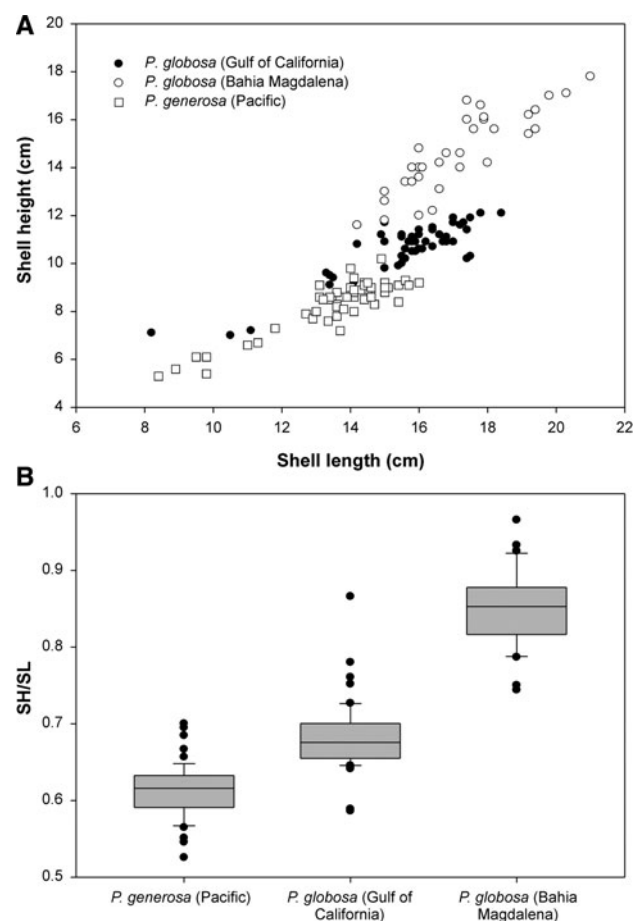 A
20
18
16
14
12
10
8
6
4
Shell height (cm)
P. globosa (Gulf of California)
P. globosa (Bahia Magdalena)
P. generosa (Pacific)
6 8 10 12 14 16 18 20 22
Shell length (cm)
B
1.0
0.9
0.8
0.7
0.6
0.5
SH/SL
P. generosa (Pacific)
P. globosa (Gulf of
California)
P. globosa (Bahia
Magdalena)